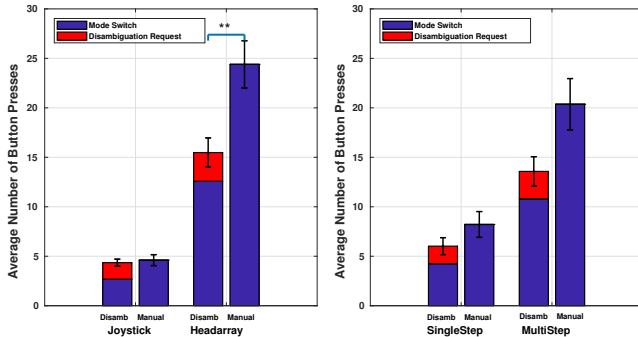 Average Number of Button Presses
30
25
20
15
10
5
0
Mode Switch
Disambiguation Request
**
Disamb Manual Disamb Manual
Joystick Headarray
Average Number of Button Presses
30
25
20
15
10
5
0
Mode Switch
Disambiguation Request
Disamb Manual Disamb Manual
SingleStep MultiStep